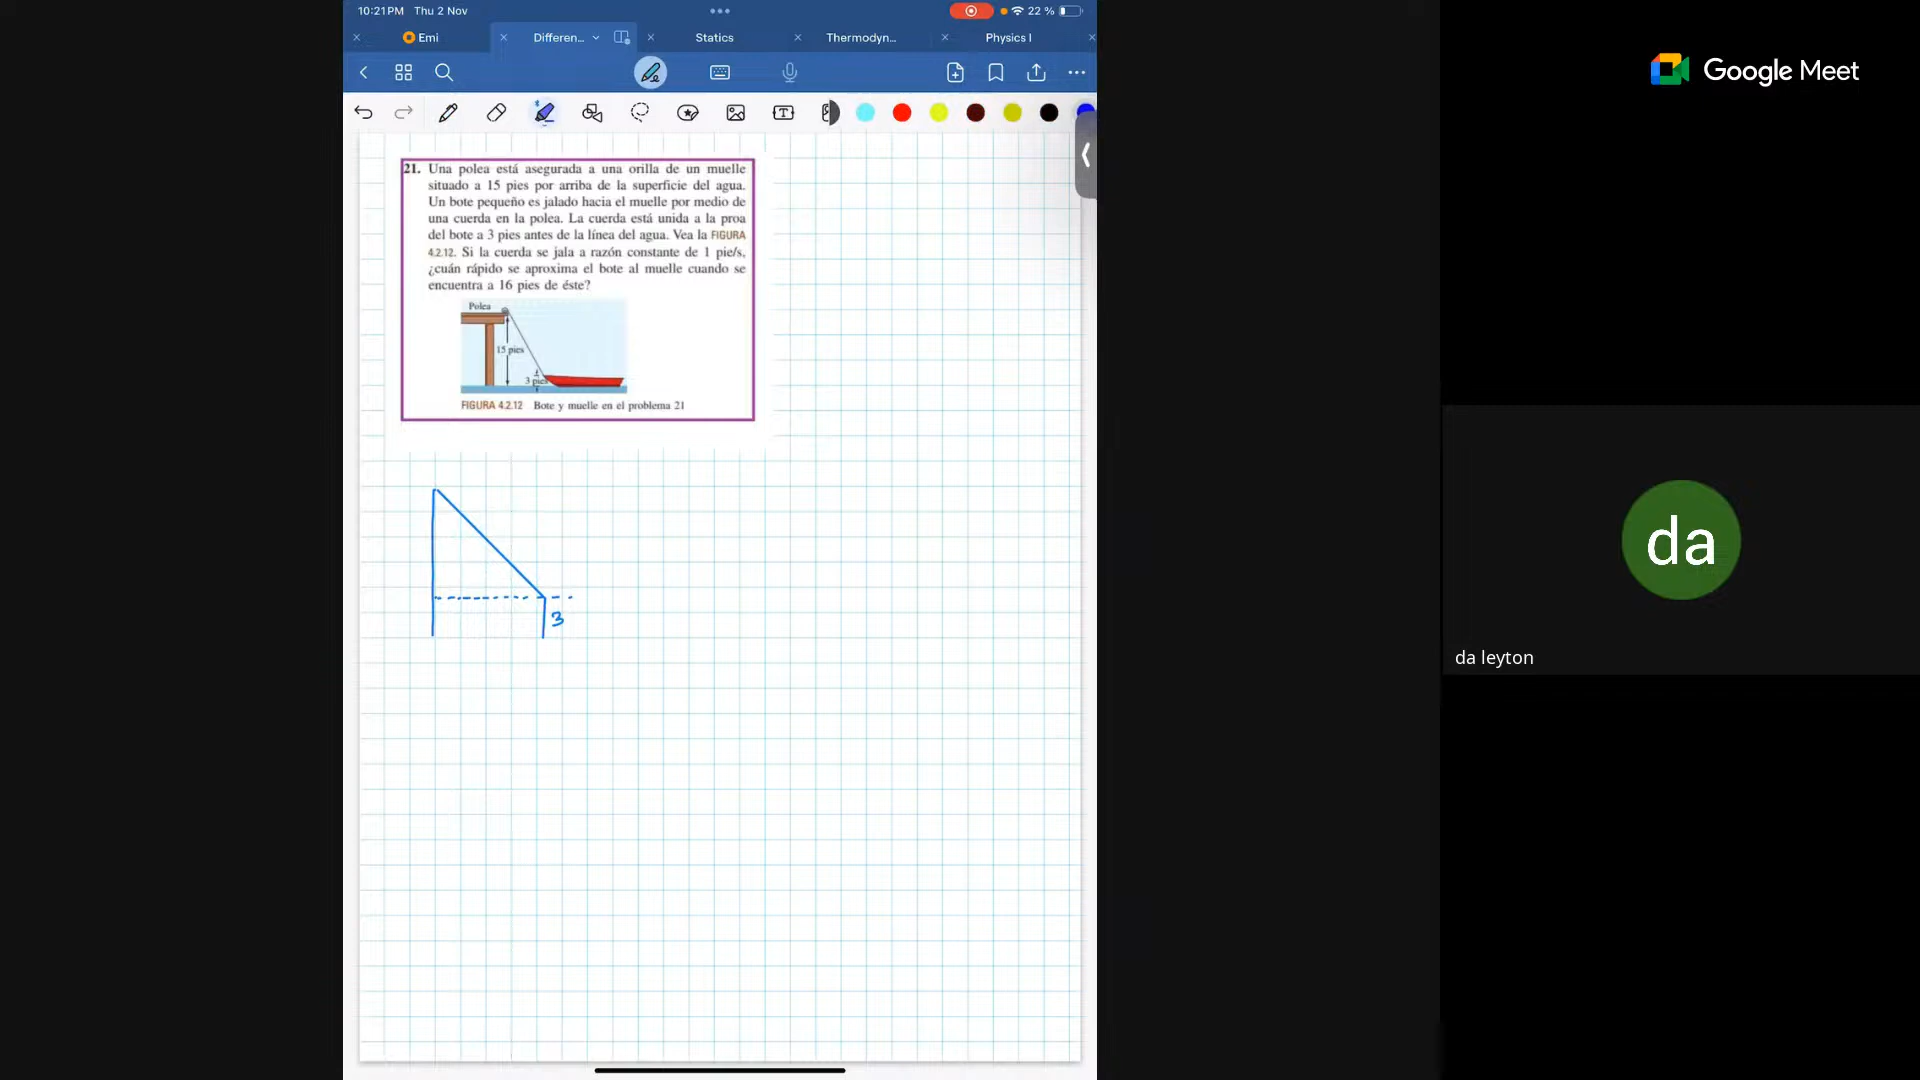 10:21 PM Thu 2 Nov
22 %
Emi
Differen...
Statics
Thermodyn...
Physics I
Google Meet
21. Una polea está asegurada a una orilla de un muelle
situado a 15 pies por arriba de la superficie del agua.
Un bote pequeño es jalado hacia el muelle por medio de
una cuerda en la polea. La cuerda está unida a la proa
del bote a 3 pies antes de la línea del agua. Vea la FIGURA
4.2.12. Si la cuerda se jala a razón constante de 1 pie/s,
¿cuán rápido se aproxima el bote al muelle cuando se
encuentra a 16 pies de éste?
Polea
15 pies
3 pies
FIGURA 4.2.12 Bote y muelle en el problema 21
3
da
da leyton